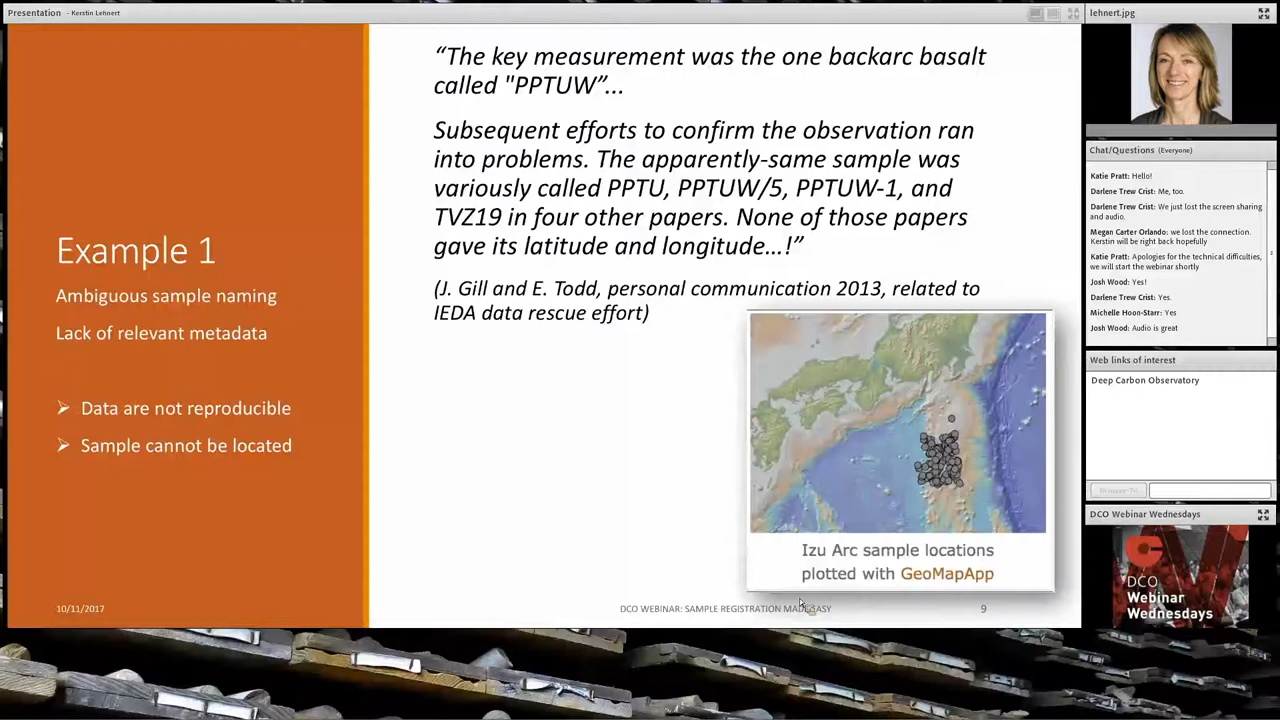 Presentation - Kerstin Lehnert
Example 1
Ambiguous sample naming
Lack of relevant metadata
Data are not reproducible
Sample cannot be located
10/11/2017
“The key measurement was the one backarc basalt
called "PPTUW”...
Subsequent efforts to confirm the observation ran
into problems. The apparently-same sample was
variously called PPTU, PPTUW/5, PPTUW-1, and
TVZ19 in four other papers. None of those papers
gave its latitude and longitude...!”
(J. Gill and E. Todd, personal communication 2013, related to
IEDA data rescue effort)
Izu Arc sample locations
plotted with GeoMapApp
DCO WEBINAR: SAMPLE REGISTRATION MADE EASY
9
lehnert.jpg
Chat/Questions (Everyone)
Katie Pratt: Hello!
Darlene Trew Crist: Me, too.
Darlene Trew Crist: We just lost the screen sharing
and audio.
Megan Carter Orlando: we lost the connection.
Kerstin will be right back hopefully
Katie Pratt: Apologies for the technical difficulties,
we will start the webinar shortly
Josh Wood: Yes!
Darlene Trew Crist: Yes.
Michelle Hoon-Starr: Yes
Josh Wood: Audio is great
Web links of interest
Deep Carbon Observatory
DCO Webinar Wednesdays
DCO
Webinar
Wednesdays